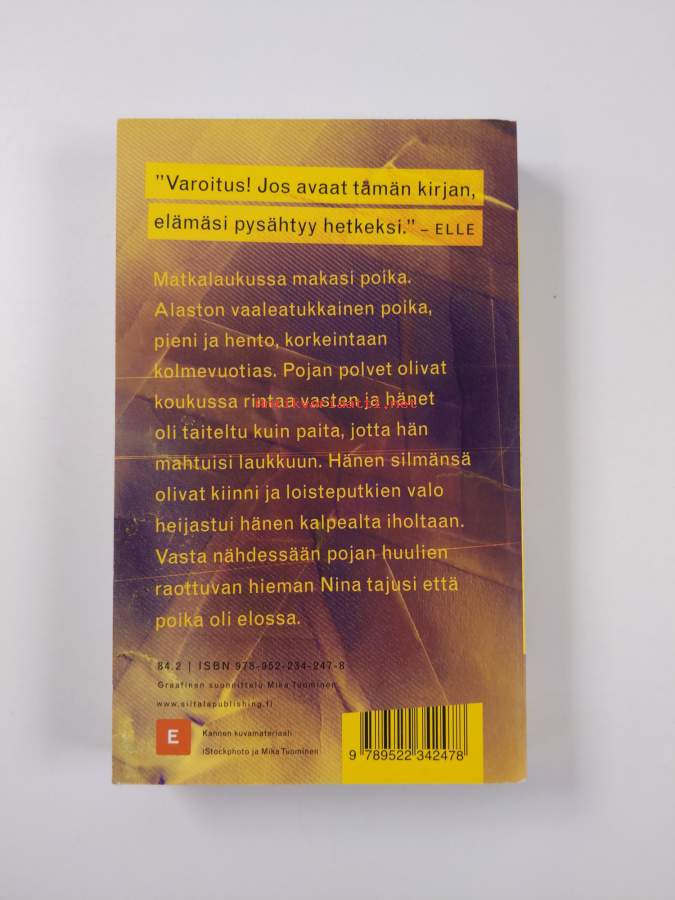 "Varoitus! Jos avaat tämän kirjan,
elämäsi pysähtyy hetkeksi." – ELLE
Matkalaukussa makasi poika.
Alaston vaaleatukkainen poika,
pieni ja hento, korkeintaan
kolmevuotias. Pojan polvet olivat
koukussa rintaa vasten ja hänet
antikvariaatti.net
oli taiteltu kuin paita, jotta hän
mahtuisi laukkuun. Hänen silmänsä
olivat kiinni ja loisteputkien valo
heijastui hänen kalpealta iholtaan.
Vasta nähdessään pojan huulien
raottuvan hieman Nina tajusi että
poika oli elossa.
84.2 | ISBN 978-952-234-247-8
Graafinen suunnittelu Mika Tuominen
www.siltalapublishing.fi
E
Kannen kuvamateriaali
iStockphoto ja Mika Tuominen
9 789522 342478